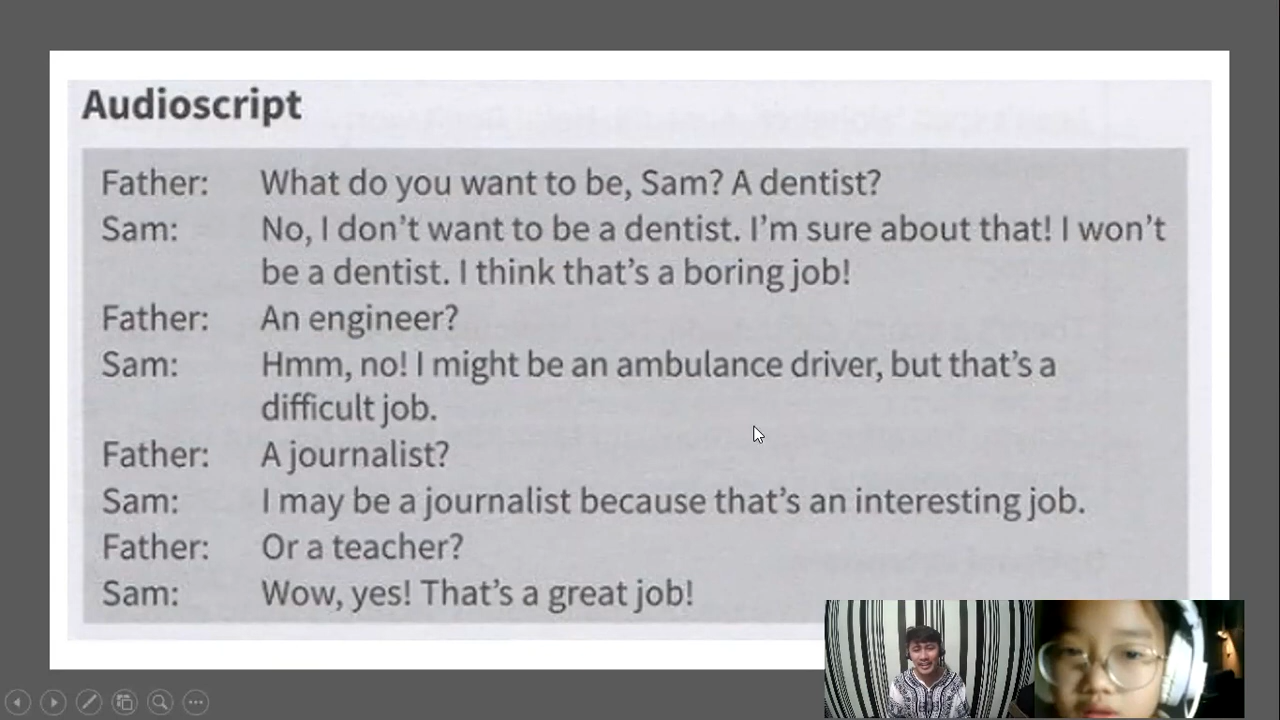 Audioscript
Father: What do you want to be, Sam? A dentist?
Sam: No, I don't want to be a dentist. I'm sure about that! I won't
be a dentist. I think that's a boring job!
Father: An engineer?
Sam: Hmm, no! I might be an ambulance driver, but that's a
difficult job.
Father: A journalist?
Sam: I may be a journalist because that's an interesting job.
Father: Or a teacher?
Sam: Wow, yes! That's a great job!